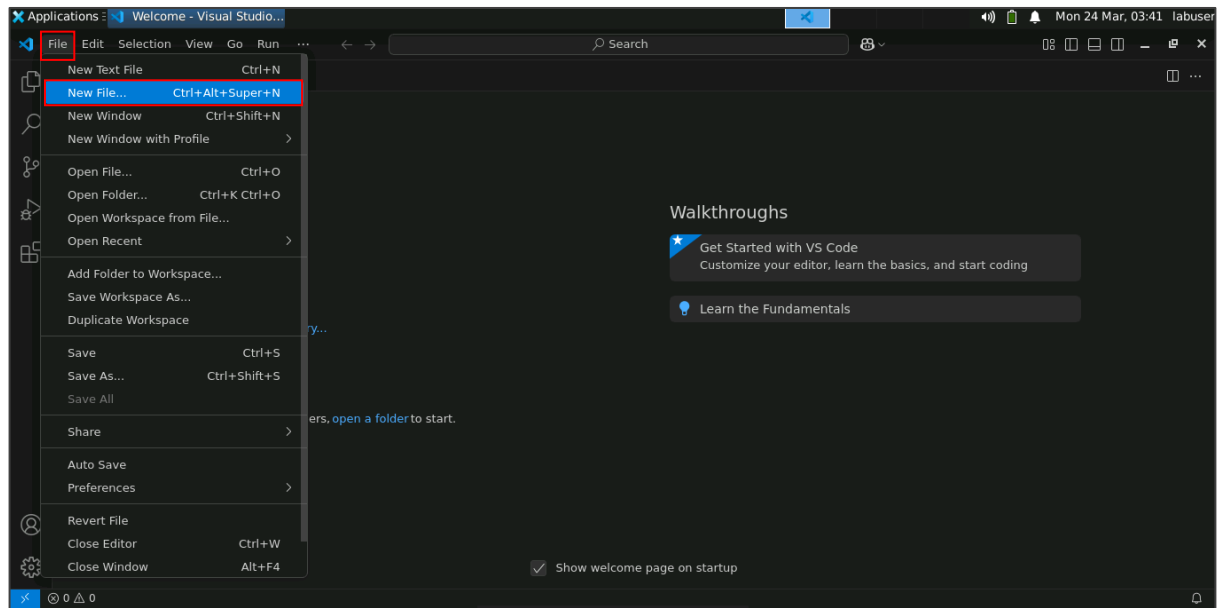 Applications Welcome - Visual Studio... Mon 24 Mar, 03:41 labuser
File Edit Selection View Go Run ... Search
New Text File Ctrl+N
New File... Ctrl+Alt+Super+N
New Window Ctrl+Shift+N
New Window with Profile
Open File... Ctrl+O
Open Folder... Ctrl+K Ctrl+O
Open Workspace from File...
Open Recent
Add Folder to Workspace...
Save Workspace As...
Duplicate Workspace
Save Ctrl+S
Save As... Ctrl+Shift+S
Save All
Share
Auto Save
Preferences
Revert File
Close Editor Ctrl+W
Close Window Alt+F4
ry...
ers, open a folder to start.
Walkthroughs
Get Started with VS Code
Customize your editor, learn the basics, and start coding
Learn the Fundamentals
Show welcome page on startup
0 0